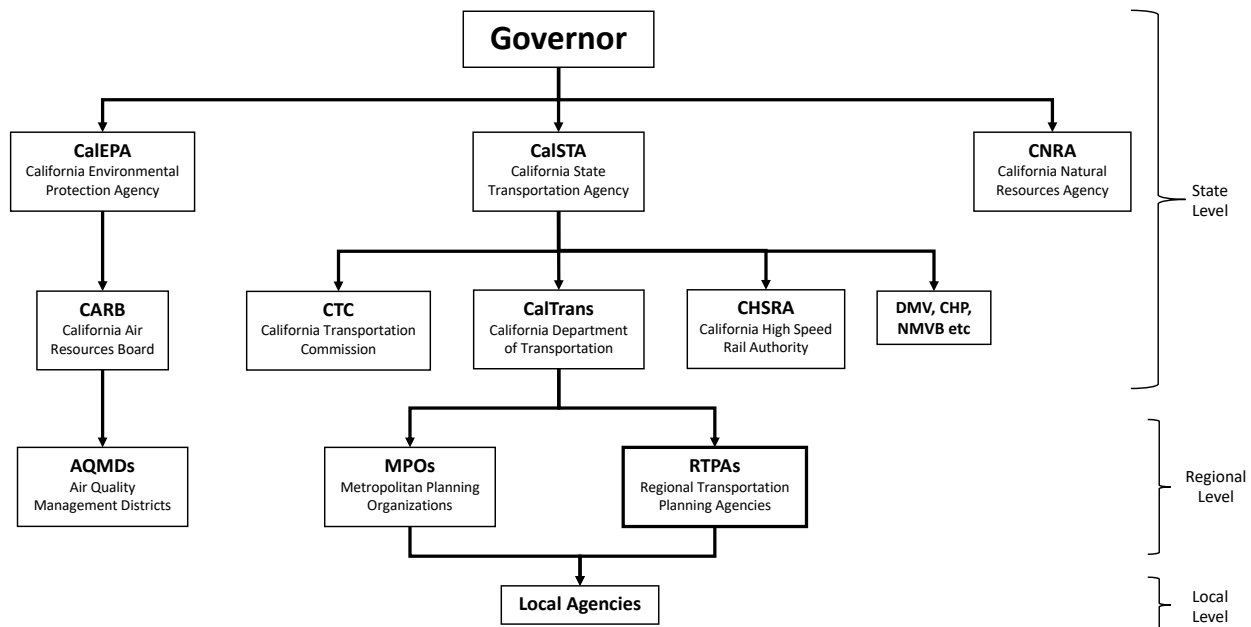 Governor
CalEPA
California Environmental
Protection Agency
CalSTA
California State
Transportation Agency
CNRA
California Natural
Resources Agency
State
Level
CARB
California Air
Resources Board
CTC
California Transportation
Commission
CalTrans
California Department
of Transportation
CHSRA
California High Speed
Rail Authority
DMV, CHP,
NMVB etc
AQMDs
Air Quality
Management Districts
MPOs
Metropolitan Planning
Organizations
RTPAs
Regional Transportation
Planning Agencies
Regional
Level
Local Agencies
Local
Level